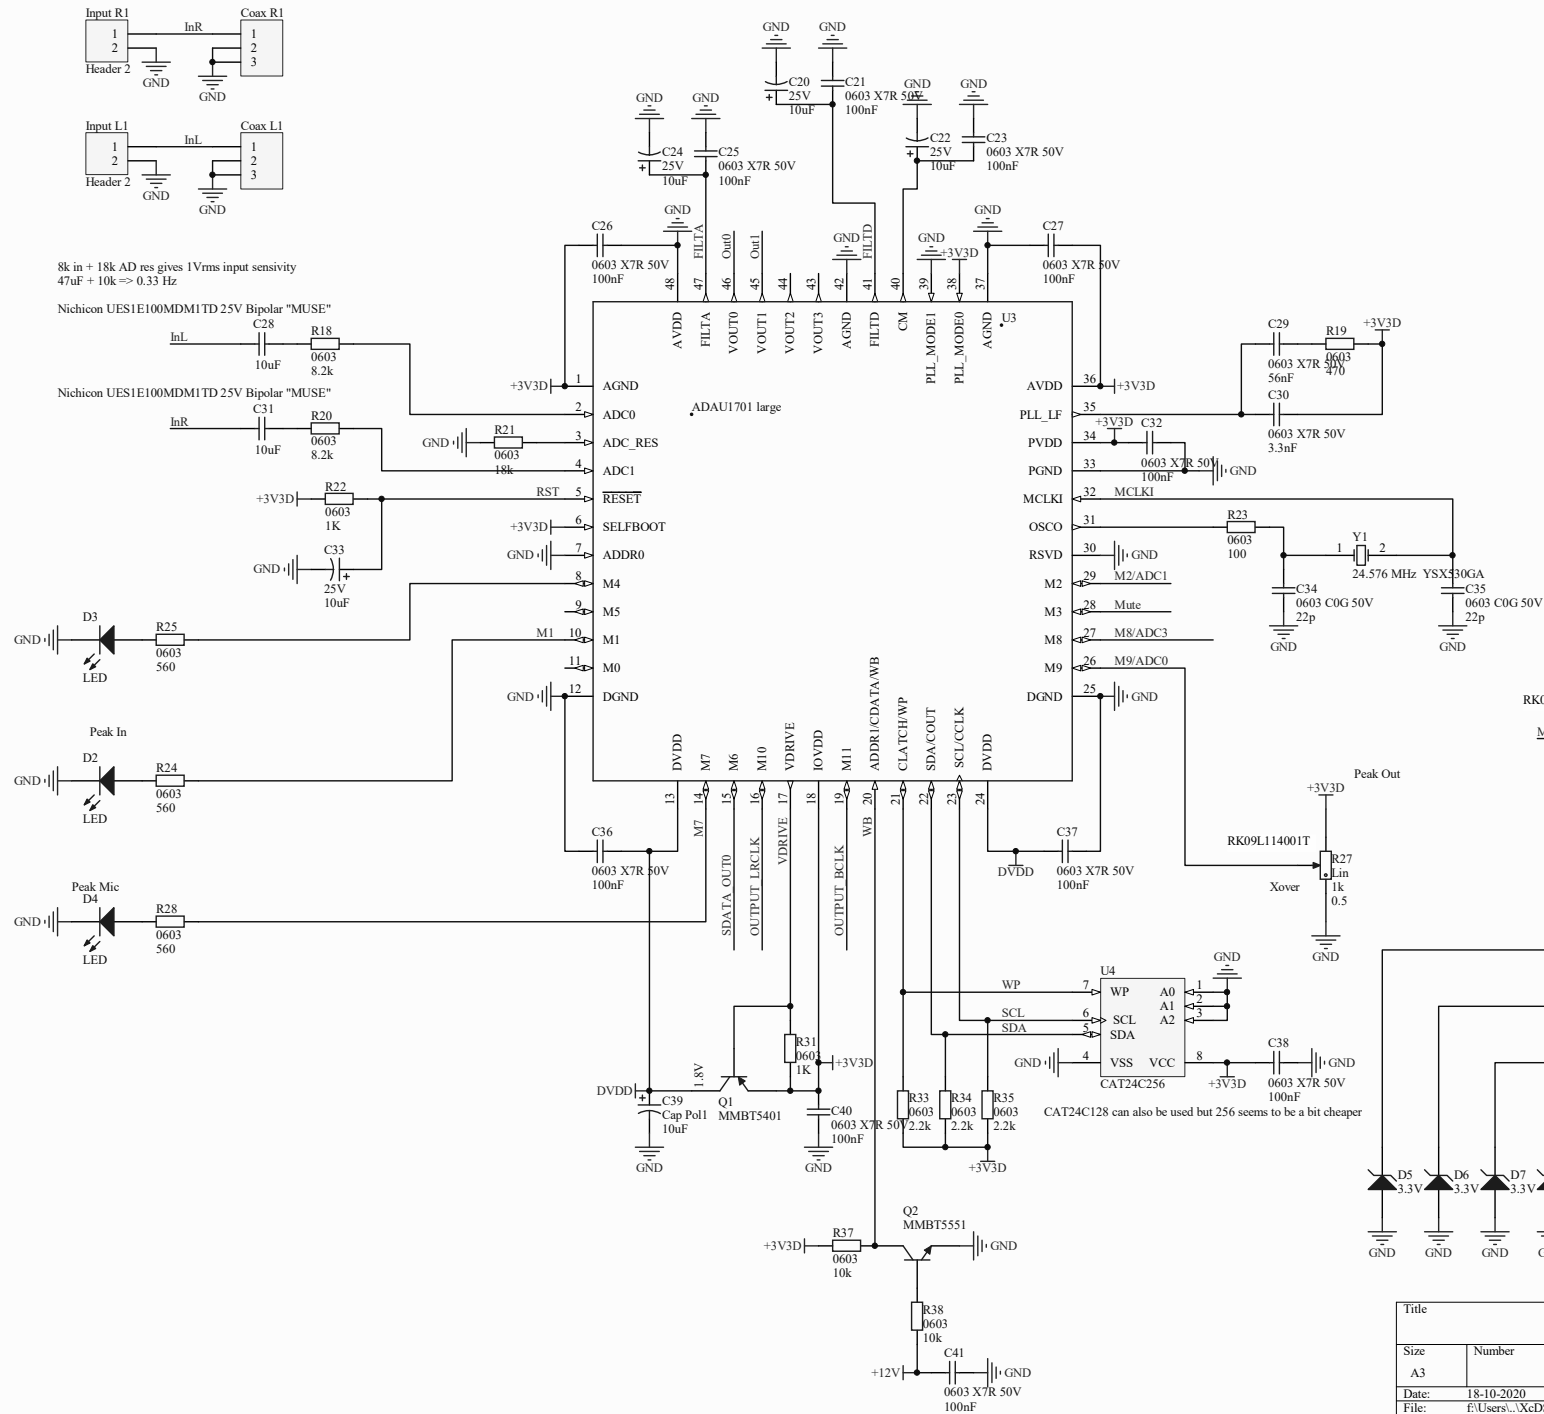 Input R1
Coax R1
InR
1
2
1
2
3
Header 2
GND
GND
Input L1
Coax L1
InL
1
2
1
2
3
Header 2
GND
GND
8k in + 18k AD res gives 1Vrms input sensivity
47uF + 10k => 0.33 Hz
Nichicon UES1E100MDM1TD 25V Bipolar "MUSE"
InL
C28
10uF
R18
0603
8.2k
Nichicon UES1E100MDM1TD 25V Bipolar "MUSE"
InR
C31
10uF
R20
0603
8.2k
GND
R21
0603
18k
+3V3D
R22
0603
1K
RST
+3V3D
GND
GND
C33
25V
10uF
GND
D3
LED
R25
0603
560
M1
GND
Peak In
GND
D2
LED
R24
0603
560
Peak Mic
GND
D4
LED
R28
0603
560
GND
C24
25V
10uF
GND
C25
0603 X7R 50V
100nF
GND
C20
25V
10uF
GND
C21
0603 X7R 50V
100nF
GND
C22
25V
10uF
GND
C23
0603 X7R 50V
100nF
C26
0603 X7R 50V
100nF
GND
FILTA
Out0
Out1
GND
FILTD
GND
+3V3D
GND
C27
0603 X7R 50V
100nF
48
47
46
45
44
43
42
41
40
39
38
37
AVDD
FILTA
VOUT0
VOUT1
VOUT2
VOUT3
AGND
FILTD
CM
PLL_MODE1
PLL_MODE0
AGND
U3
ADAU1701 large
+3V3D
1 AGND
2 ADC0
3 ADC_RES
4 ADC1
5 RESET
6 SELFBOOT
7 ADDR0
8 M4
9 M5
10 M1
11 M0
12 DGND
AVDD 36
+3V3D
PLL_LF 35
PVDD 34
PGND 33
MCLKI 32
MCLKI
OSCO 31
RSVD 30
GND
M2 29
M2/ADC1
M3 28
Mute
M8 27
M8/ADC3
M9 26
M9/ADC0
DGND 25
GND
DVDD
M7
M6
M10
VDRIVE
IOVDD
M11
ADDR1/CDATA/WB
CLATCH/WP
SDA/COUT
SCL/CCLK
DVDD
13
14
15
16
17
18
19
20
21
22
23
24
M7
SDATA_OUT0
OUTPUT_LRCLK
VDRIVE
OUTPUT_BCLK
WB
C29
0603 X7R 50V
56nF
R19
0603
470
+3V3D
C30
0603 X7R 50V
3.3nF
+3V3D
C32
0603 X7R 50V
100nF
GND
R23
0603
100
Y1
1
2
24.576 MHz YSX530GA
C34
0603 C0G 50V
22p
GND
C35
0603 C0G 50V
22p
GND
C36
0603 X7R 50V
100nF
DVDD
C37
0603 X7R 50V
100nF
Peak Out
+3V3D
RK09L114001T
R27
Lin
1k
0.5
Xover
GND
RK0
M
U4
GND
WP
SCL
SDA
7 WP
6 SCL
5 SDA
4 VSS
A0 1
A1 2
A2 3
VCC 8
GND
CAT24C256
+3V3D
C38
0603 X7R 50V
100nF
GND
CAT24C128 can also be used but 256 seems to be a bit cheaper
R31
0603
1K
+3V3D
DVDD
1.8V
C39
Cap Pol1
10uF
GND
Q1
MMBT5401
C40
0603 X7R 50V
100nF
GND
R33
0603
2.2k
R34
0603
2.2k
R35
0603
2.2k
+3V3D
+3V3D
R37
0603
10k
Q2
MMBT5551
GND
R38
0603
10k
+12V
C41
0603 X7R 50V
100nF
GND
D5
3.3V
GND
D6
3.3V
GND
D7
3.3V
GND
Title
Size
A3
Number
Date:
18-10-2020
File: